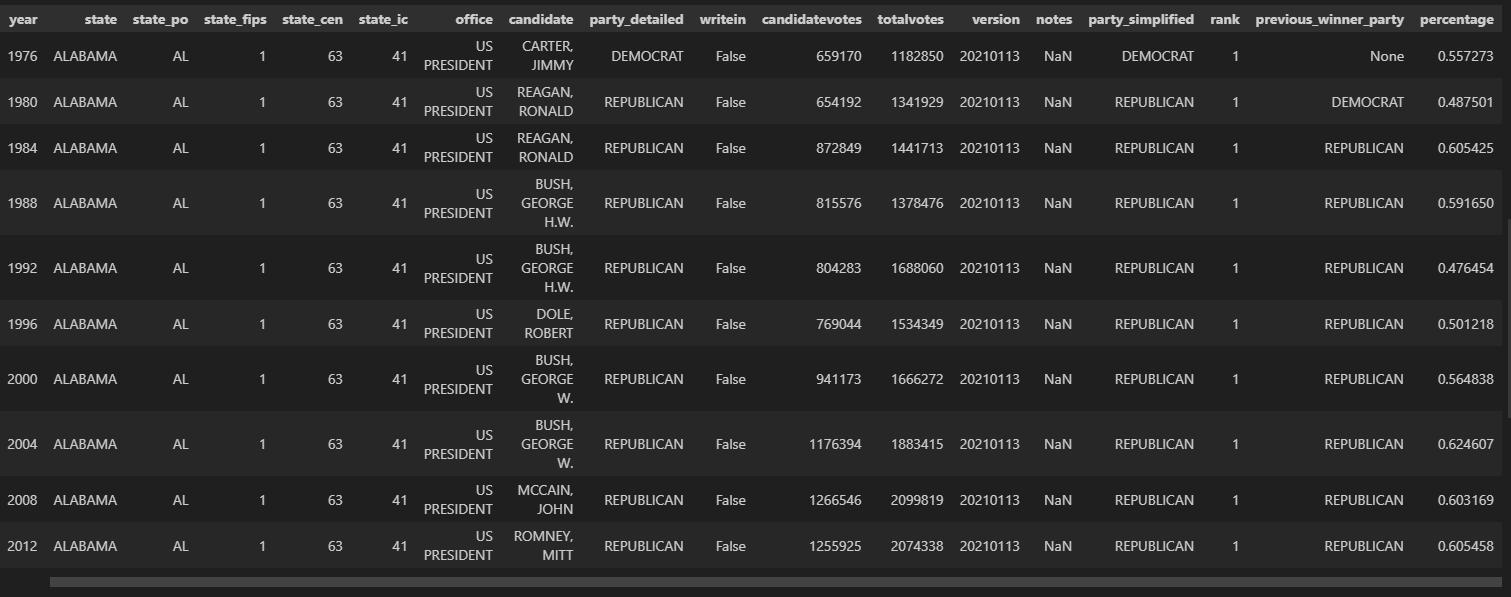 year state state_po state_fips state_cen state_ic office candidate party_detailed writein candidatevotes totalvotes version notes party_simplified rank previous_winner_party percentage
1976 ALABAMA AL 1 63 41 US PRESIDENT CARTER, JIMMY DEMOCRAT False 659170 1182850 20210113 NaN DEMOCRAT 1 None 0.557273
1980 ALABAMA AL 1 63 41 US PRESIDENT REAGAN, RONALD REPUBLICAN False 654192 1341929 20210113 NaN REPUBLICAN 1 DEMOCRAT 0.487501
1984 ALABAMA AL 1 63 41 US PRESIDENT REAGAN, RONALD REPUBLICAN False 872849 1441713 20210113 NaN REPUBLICAN 1 REPUBLICAN 0.605425
1988 ALABAMA AL 1 63 41 US PRESIDENT BUSH, GEORGE H.W. REPUBLICAN False 815576 1378476 20210113 NaN REPUBLICAN 1 REPUBLICAN 0.591650
1992 ALABAMA AL 1 63 41 US PRESIDENT BUSH, GEORGE H.W. REPUBLICAN False 804283 1688060 20210113 NaN REPUBLICAN 1 REPUBLICAN 0.476454
1996 ALABAMA AL 1 63 41 US PRESIDENT DOLE, ROBERT REPUBLICAN False 769044 1534349 20210113 NaN REPUBLICAN 1 REPUBLICAN 0.501218
2000 ALABAMA AL 1 63 41 US PRESIDENT BUSH, GEORGE W. REPUBLICAN False 941173 1666272 20210113 NaN REPUBLICAN 1 REPUBLICAN 0.564838
2004 ALABAMA AL 1 63 41 US PRESIDENT BUSH, GEORGE W. REPUBLICAN False 1176394 1883415 20210113 NaN REPUBLICAN 1 REPUBLICAN 0.624607
2008 ALABAMA AL 1 63 41 US PRESIDENT MCCAIN, JOHN REPUBLICAN False 1266546 2099819 20210113 NaN REPUBLICAN 1 REPUBLICAN 0.603169
2012 ALABAMA AL 1 63 41 US PRESIDENT ROMNEY, MITT REPUBLICAN False 1255925 2074338 20210113 NaN REPUBLICAN 1 REPUBLICAN 0.605458